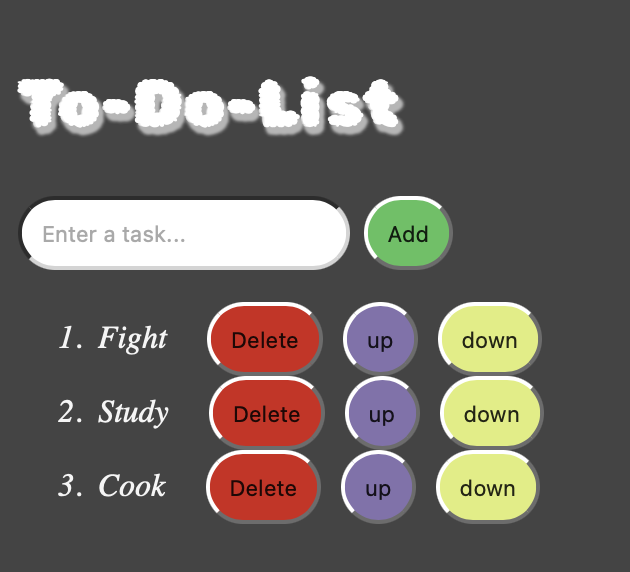 To-Do-List
Enter a task... Add
1. Fight Delete up down
2. Study Delete up down
3. Cook Delete up down